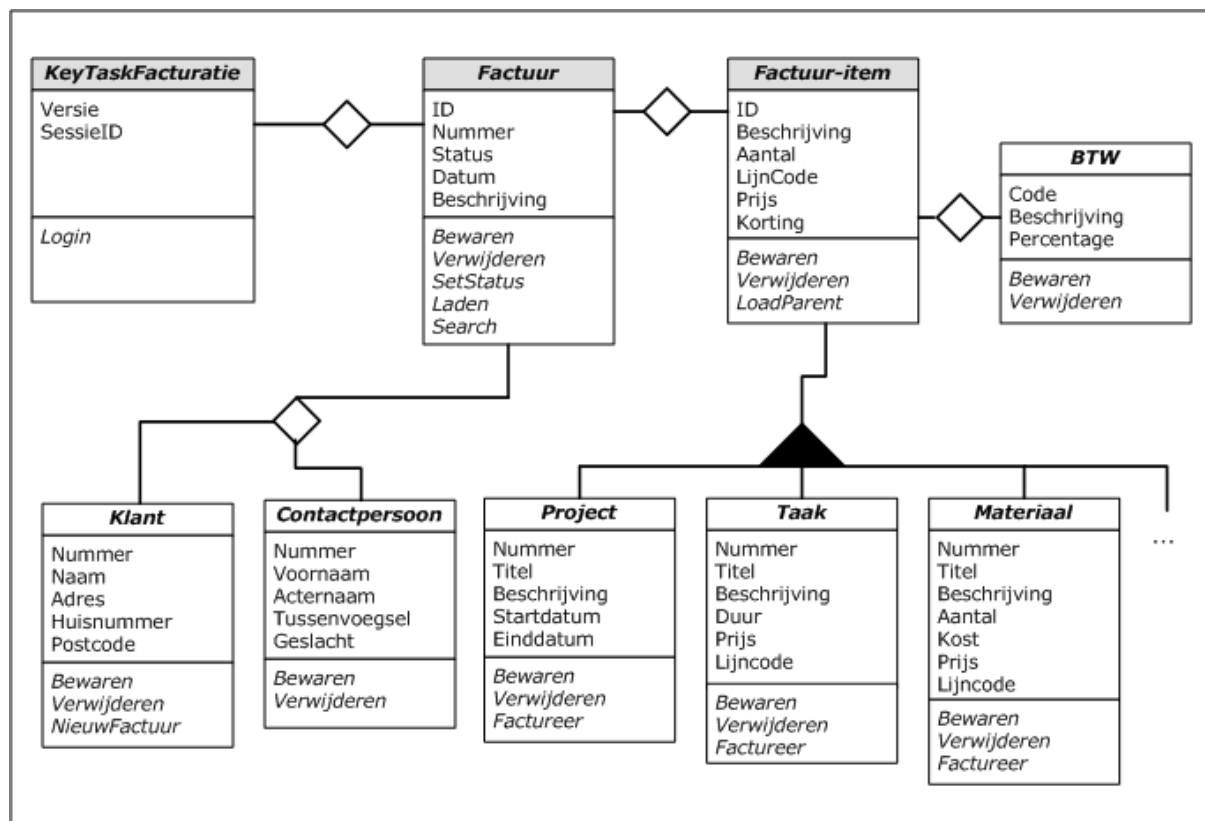 KeyTaskFacturatie
Versie
SessieID
Login
Factuur
ID
Nummer
Status
Datum
Beschrijving
Bewaren
Verwijderen
SetStatus
Laden
Search
Factuur-item
ID
Beschrijving
Aantal
LijnCode
Prijs
Korting
Bewaren
Verwijderen
LoadParent
BTW
Code
Beschrijving
Percentage
Bewaren
Verwijderen
Klant
Nummer
Naam
Adres
Huisnummer
Postcode
Bewaren
Verwijderen
NieuwFactuur
Contactpersoon
Nummer
Voornaam
Acternaam
Tussenvoegsel
Geslacht
Bewaren
Verwijderen
Project
Nummer
Titel
Beschrijving
Startdatum
Einddatum
Bewaren
Verwijderen
Factureer
Taak
Nummer
Titel
Beschrijving
Duur
Prijs
Lijncode
Bewaren
Verwijderen
Factureer
Materiaal
Nummer
Titel
Beschrijving
Aantal
Kost
Prijs
Lijncode
Bewaren
Verwijderen
Factureer
...